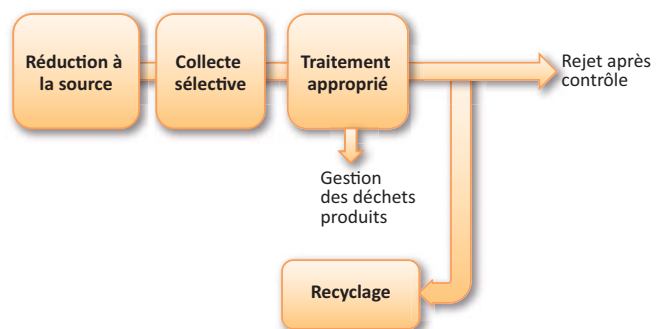 Réduction à
la source
Collecte
sélective
Traitement
approprié
Rejet après
contrôle
Gestion
des déchets
produits
Recyclage